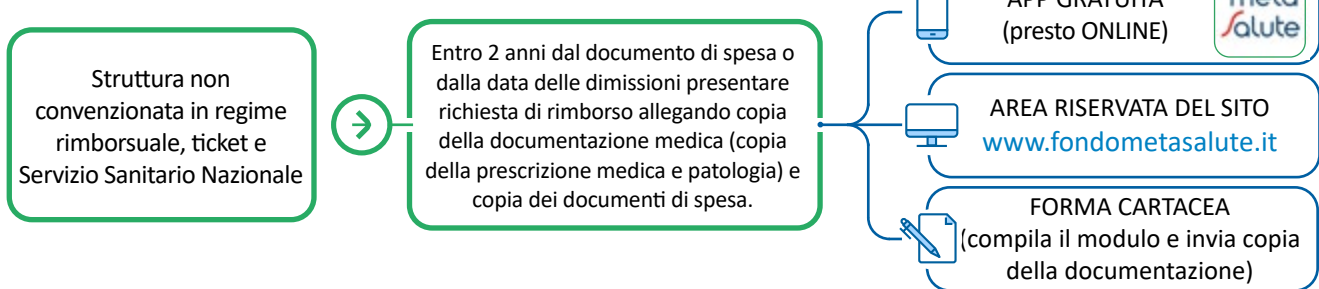 Struttura non
convenzionata in regime
rimborsuale, ticket e
Servizio Sanitario Nazionale
Entro 2 anni dal documento di spesa o
dalla data delle dimissioni presentare
richiesta di rimborso allegando copia
della documentazione medica (copia
della prescrizione medica e patologia) e
copia dei documenti di spesa.
APP GRATUITA
(presto ONLINE)
meta
Salute
AREA RISERVATA DEL SITO
www.fondometasalute.it
FORMA CARTACEA
(compila il modulo e invia copia
della documentazione)